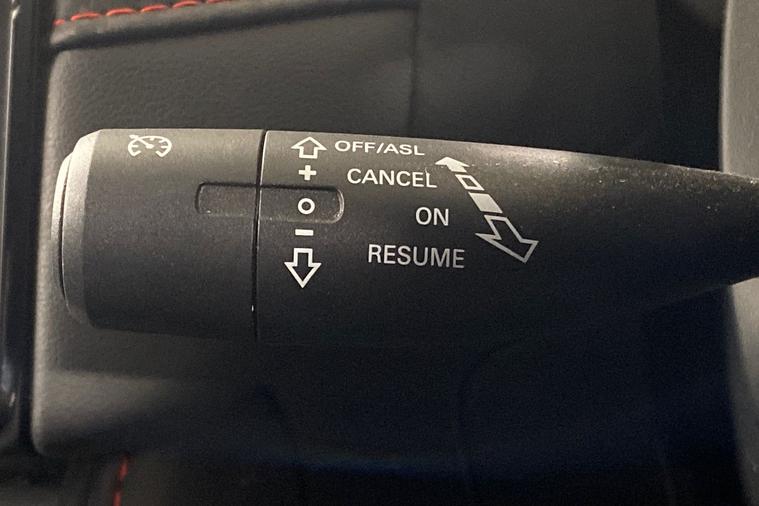 OFF/ASL
+ CANCEL
O ON
− RESUME